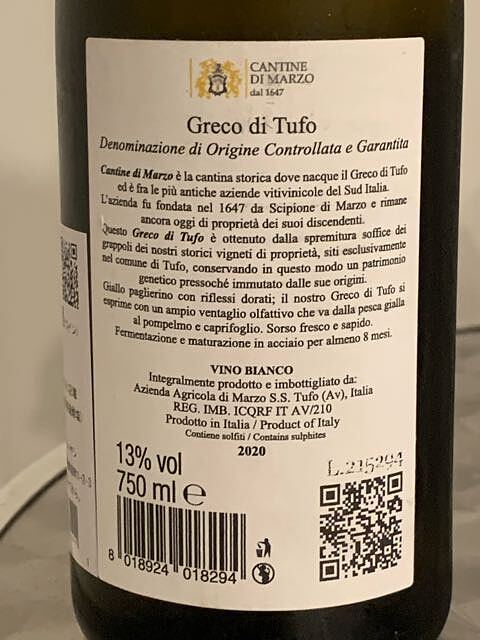 CANTINE
DI MARZO
dal 1647
Greco di Tufo
Denominazione di Origine Controllata e Garantita
Cantine di Marzo è la cantina storica dove nacque il Greco di Tufo
ed è fra le più antiche aziende vitivinicole del Sud Italia.
L'azienda fu fondata nel 1647 da Scipione di Marzo e rimane
ancora oggi di proprietà dei suoi discendenti.
Questo Greco di Tufo è ottenuto dalla spremitura soffice dei
grappoli dei nostri storici vigneti di proprietà, siti esclusivamente
nel comune di Tufo, conservando in questo modo un patrimonio
genetico pressoché immutato dalle sue origini.
Giallo paglierino con riflessi dorati; il nostro Greco di Tufo si
esprime con un ampio ventaglio olfattivo che va dalla pesca gialla
al pompelmo e caprifoglio. Sorso fresco e sapido.
Fermentazione e maturazione in acciaio per almeno 8 mesi.
VINO BIANCO
Integralmente prodotto e imbottigliato da:
Azienda Agricola di Marzo S.S. Tufo (Av), Italia
REG. IMB. ICQRF IT AV/210
Prodotto in Italia / Product of Italy
Contiene solfiti / Contains sulphites
2020
L.215294
13% vol
750 ml e
8 018924 018294